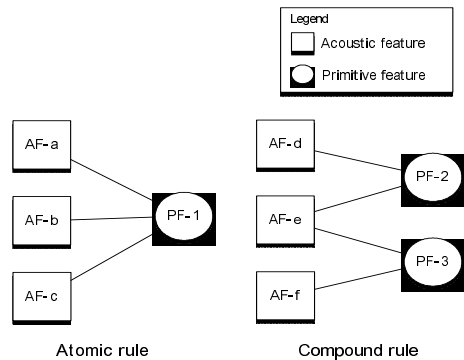 Legend
Acoustic feature
Primitive feature
AF-a
AF-b
AF-c
PF-1
Atomic rule
AF-d
AF-e
AF-f
PF-2
PF-3
Compound rule